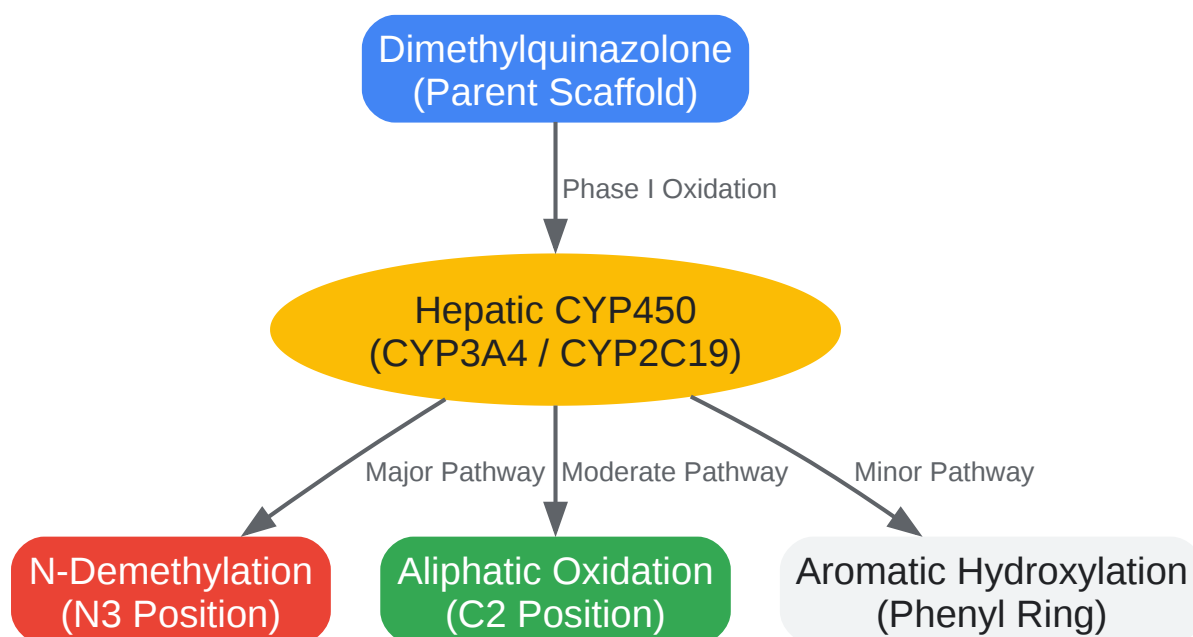 Dimethylquinazolone
(Parent Scaffold)
Phase I Oxidation
Hepatic CYP450
(CYP3A4 / CYP2C19)
Major Pathway
Moderate Pathway
Minor Pathway
N-Demethylation
(N3 Position)
Aliphatic Oxidation
(C2 Position)
Aromatic Hydroxylation
(Phenyl Ring)